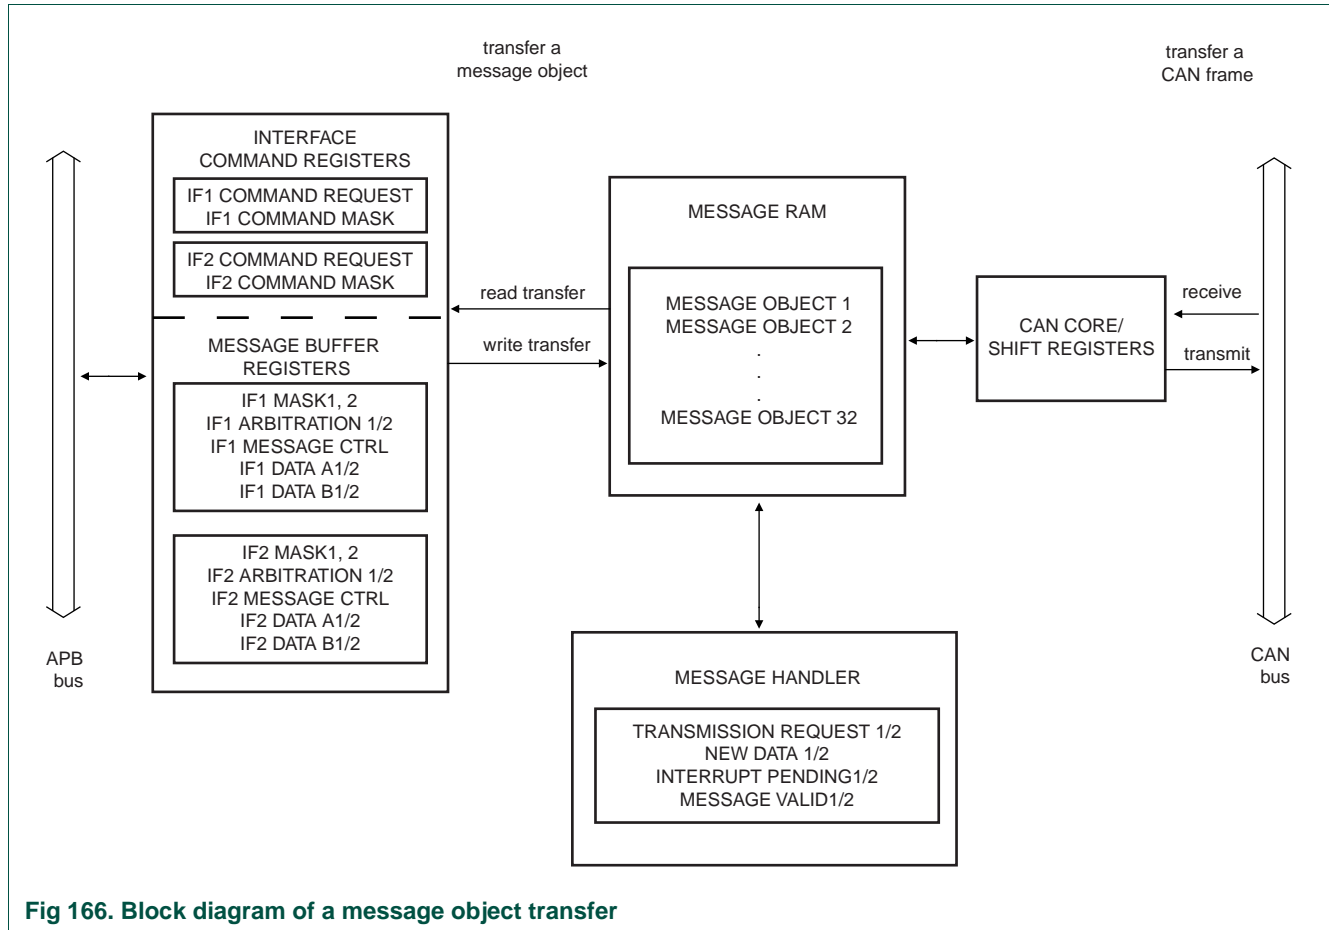 transfer a
message object
transfer a
CAN frame
INTERFACE
COMMAND REGISTERS
IF1 COMMAND REQUEST
IF1 COMMAND MASK
IF2 COMMAND REQUEST
IF2 COMMAND MASK
MESSAGE BUFFER
REGISTERS
IF1 MASK1, 2
IF1 ARBITRATION 1/2
IF1 MESSAGE CTRL
IF1 DATA A1/2
IF1 DATA B1/2
IF2 MASK1, 2
IF2 ARBITRATION 1/2
IF2 MESSAGE CTRL
IF2 DATA A1/2
IF2 DATA B1/2
APB
bus
read transfer
write transfer
MESSAGE RAM
MESSAGE OBJECT 1
MESSAGE OBJECT 2
.
.
.
MESSAGE OBJECT 32
CAN CORE/
SHIFT REGISTERS
receive
transmit
CAN
bus
MESSAGE HANDLER
TRANSMISSION REQUEST 1/2
NEW DATA 1/2
INTERRUPT PENDING1/2
MESSAGE VALID1/2
Fig 166. Block diagram of a message object transfer